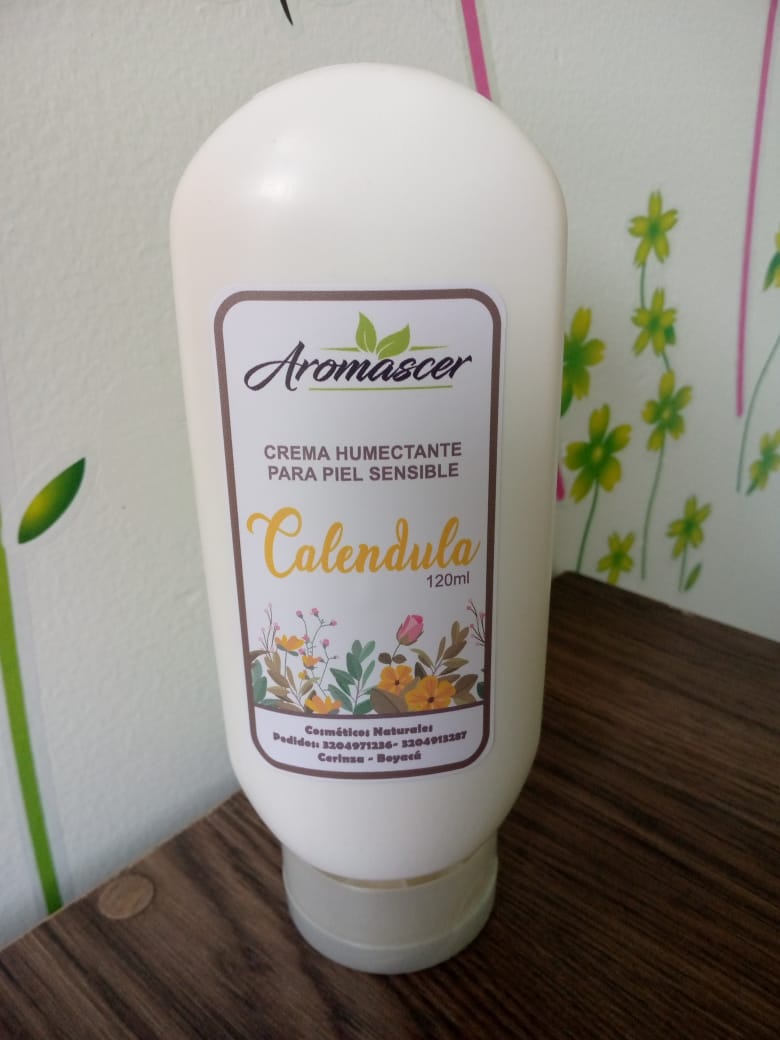 Aromascer
CREMA HUMECTANTE
PARA PIEL SENSIBLE
Calendula
120ml
Cosméticos Naturales
Pedidos: 3204971236- 3204913287
Cerinza - Boyacá